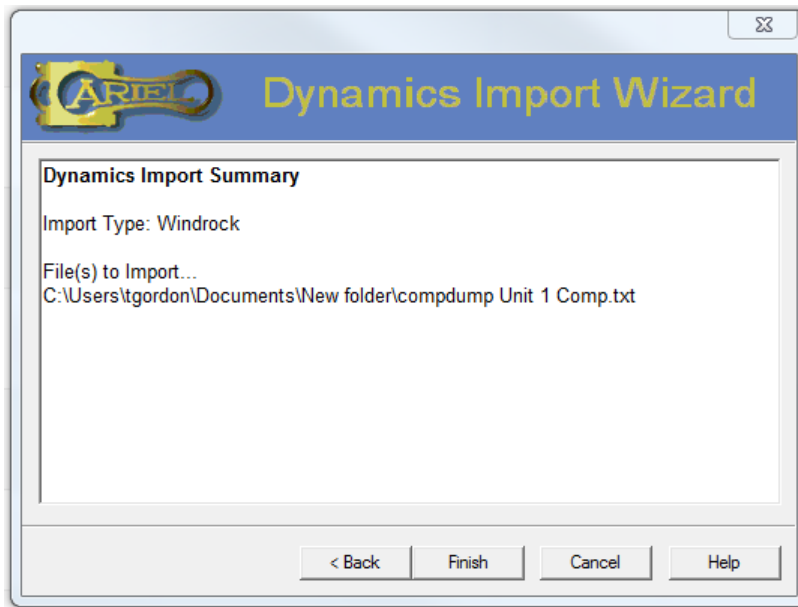 ARIEL
Dynamics Import Wizard
Dynamics Import Summary
Import Type: Windrock
File(s) to Import...
C:\Users\tgordon\Documents\New folder\compdump Unit 1 Comp.txt
< Back
Finish
Cancel
Help